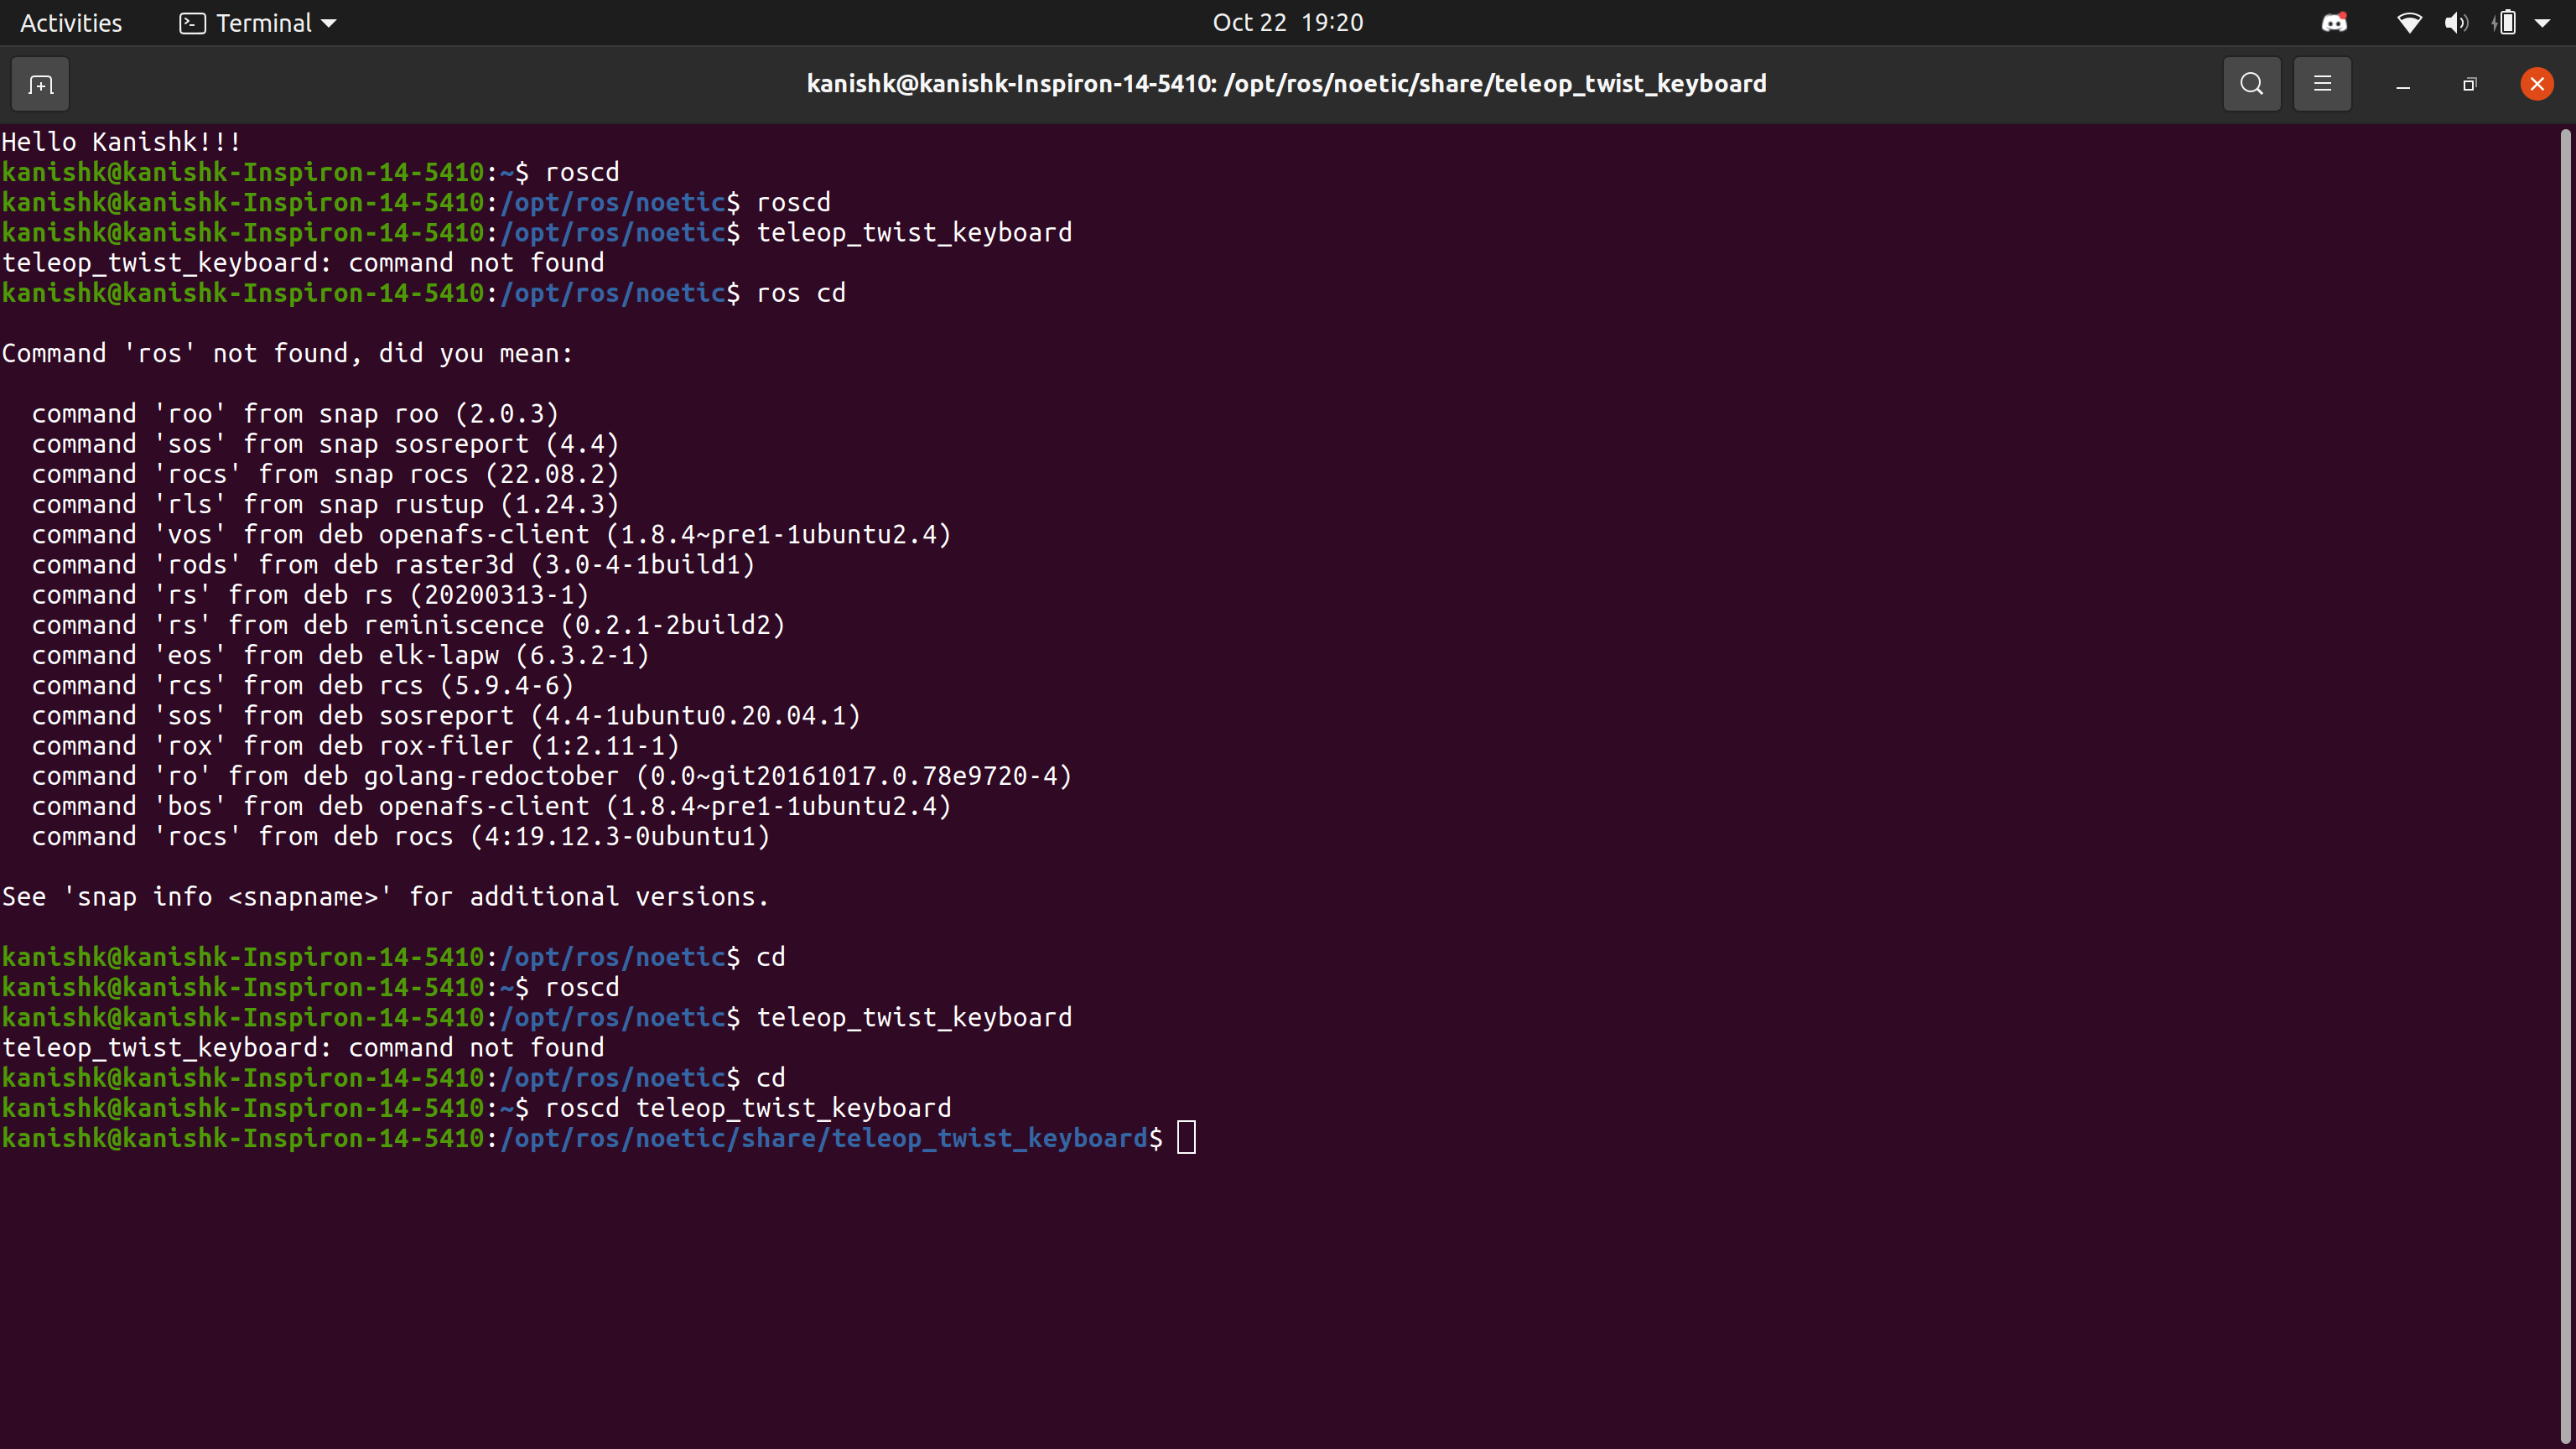 Activities Terminal Oct 22 19:20
kanishk@kanishk-Inspiron-14-5410: /opt/ros/noetic/share/teleop_twist_keyboard
Hello Kanishk!!!
kanishk@kanishk-Inspiron-14-5410:~$ roscd
kanishk@kanishk-Inspiron-14-5410:/opt/ros/noetic$ roscd
kanishk@kanishk-Inspiron-14-5410:/opt/ros/noetic$ teleop_twist_keyboard
teleop_twist_keyboard: command not found
kanishk@kanishk-Inspiron-14-5410:/opt/ros/noetic$ ros cd
Command 'ros' not found, did you mean:
command 'roo' from snap roo (2.0.3)
command 'sos' from snap sosreport (4.4)
command 'rocs' from snap rocs (22.08.2)
command 'rls' from snap rustup (1.24.3)
command 'vos' from deb openafs-client (1.8.4~pre1-1ubuntu2.4)
command 'rods' from deb raster3d (3.0-4-1build1)
command 'rs' from deb rs (20200313-1)
command 'rs' from deb reminiscence (0.2.1-2build2)
command 'eos' from deb elk-lapw (6.3.2-1)
command 'rcs' from deb rcs (5.9.4-6)
command 'sos' from deb sosreport (4.4-1ubuntu0.20.04.1)
command 'rox' from deb rox-filer (1:2.11-1)
command 'ro' from deb golang-redoctober (0.0~git20161017.0.78e9720-4)
command 'bos' from deb openafs-client (1.8.4~pre1-1ubuntu2.4)
command 'rocs' from deb rocs (4:19.12.3-0ubuntu1)
See 'snap info <snapname>' for additional versions.
kanishk@kanishk-Inspiron-14-5410:/opt/ros/noetic$ cd
kanishk@kanishk-Inspiron-14-5410:~$ roscd
kanishk@kanishk-Inspiron-14-5410:/opt/ros/noetic$ teleop_twist_keyboard
teleop_twist_keyboard: command not found
kanishk@kanishk-Inspiron-14-5410:/opt/ros/noetic$ cd
kanishk@kanishk-Inspiron-14-5410:~$ roscd teleop_twist_keyboard
kanishk@kanishk-Inspiron-14-5410:/opt/ros/noetic/share/teleop_twist_keyboard$